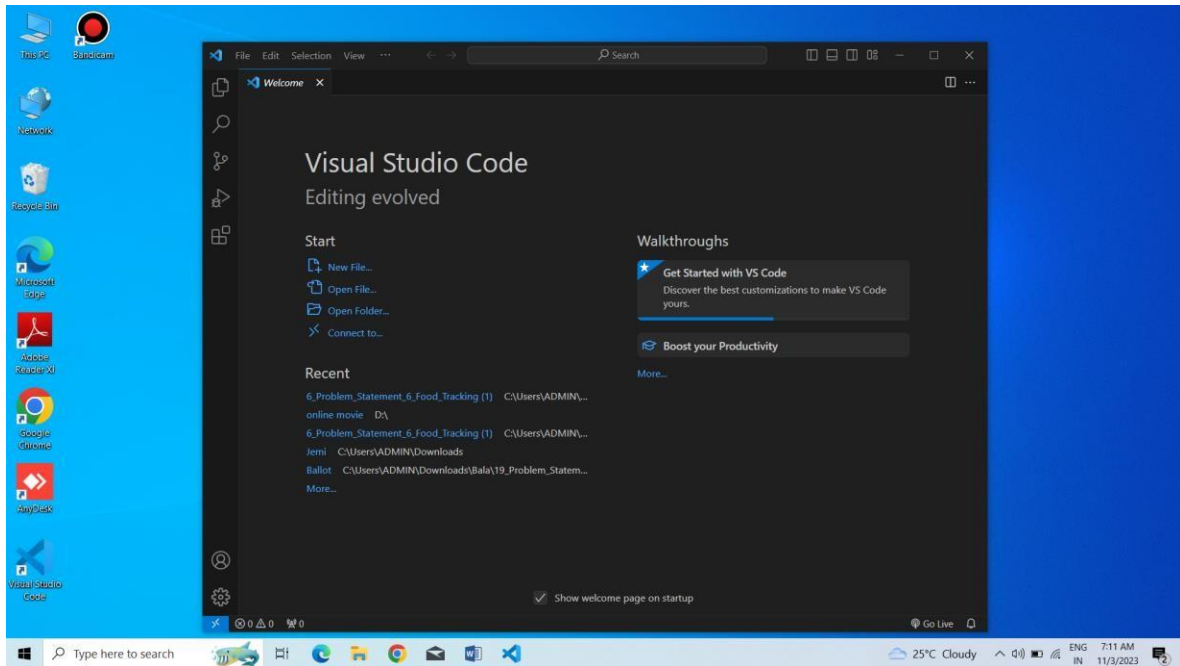 This PC
Bandicam
Network
Recycle Bin
Microsoft
Edge
Adobe
Reader XI
Google
Chrome
AnyDesk
Visual Studio
Code
File Edit Selection View ··· Search
Welcome
Visual Studio Code
Editing evolved
Start
New File...
Open File...
Open Folder...
Connect to...
Recent
6_Problem_Statement_6_Food_Tracking (1) C:\Users\ADMIN\...
online movie D:\
6_Problem_Statement_6_Food_Tracking (1) C:\Users\ADMIN\...
Jemi C:\Users\ADMIN\Downloads
Ballot C:\Users\ADMIN\Downloads\Bala\19_Problem_Statem...
More...
Walkthroughs
Get Started with VS Code
Discover the best customizations to make VS Code
yours.
Boost your Productivity
More...
Show welcome page on startup
0 0 0 Go Live
Type here to search
25°C Cloudy
ENG
IN
7:11 AM
11/3/2023
2